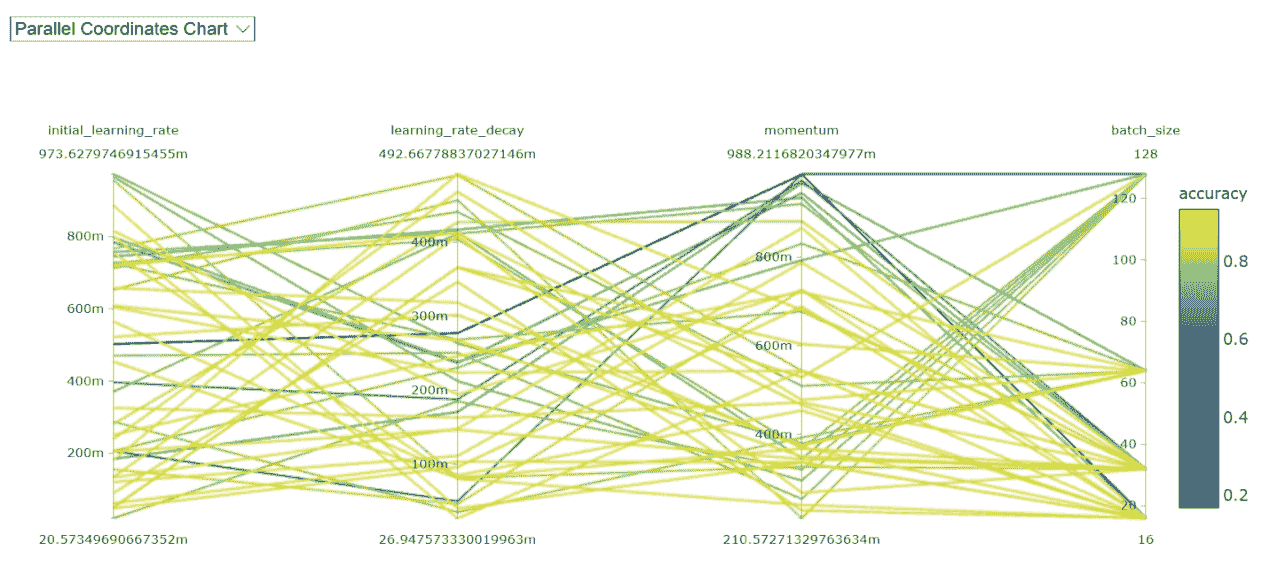 Parallel Coordinates Chart
initial_learning_rate learning_rate_decay momentum batch_size
973.6279746915455m 492.66778837027146m 988.2116820347977m 128
accuracy
120
800m 400m 800m 100 0.8
600m 300m 600m 80 0.6
400m 200m 400m 60 0.4
200m 100m 40 0.2
20
20.57349690667352m 26.947573330019963m 210.57271329763634m 16